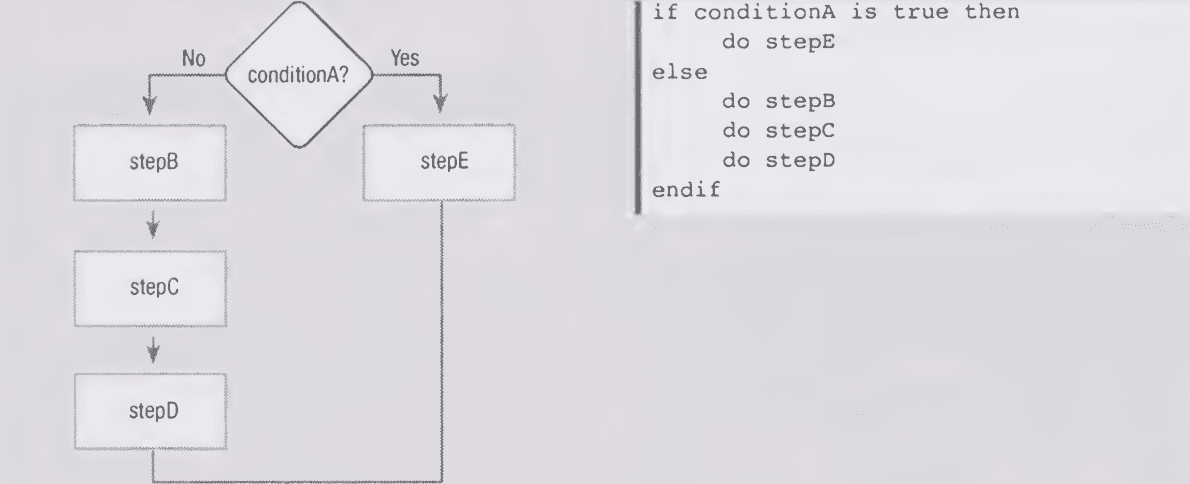 No
conditionA?
Yes
stepB
stepE
stepC
stepD
if conditionA is true then
do stepE
else
do stepB
do stepC
do stepD
endif